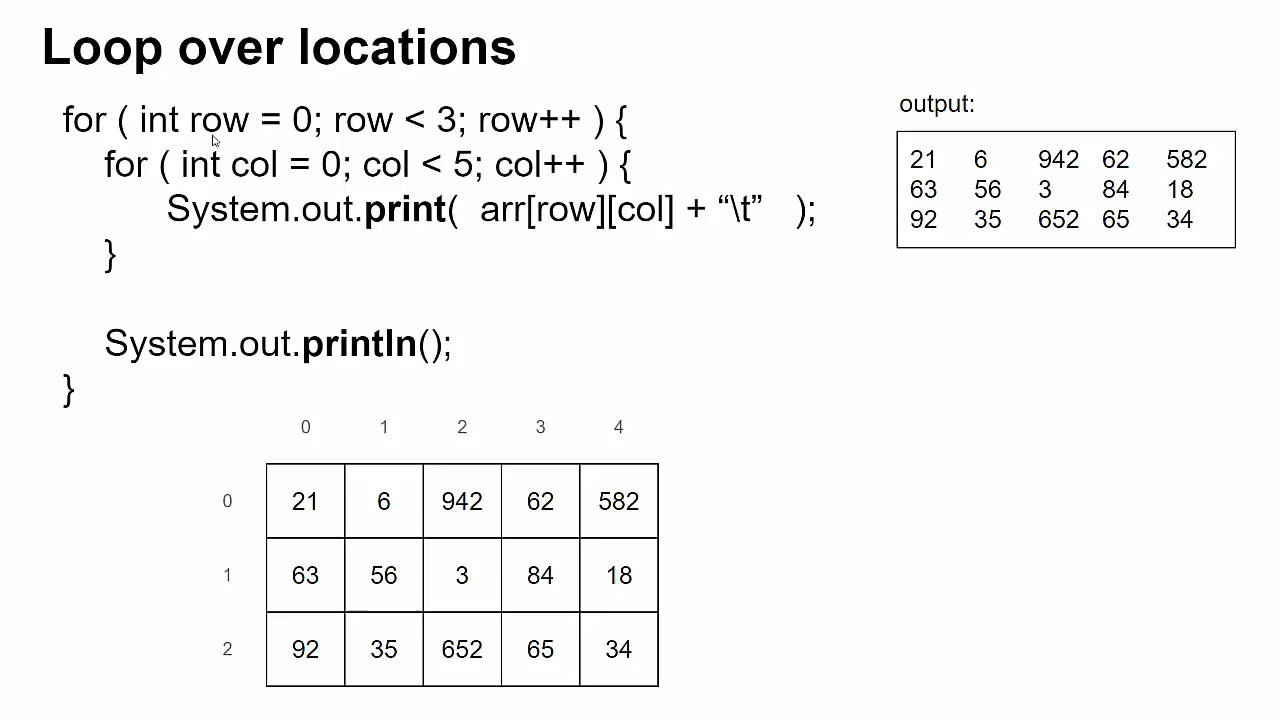 Loop over locations
for ( int row = 0; row < 3; row++ ) {
for ( int col = 0; col < 5; col++ ) {
System.out.print( arr[row][col] + “\t” );
}
System.out.println();
}
output:
21 6 942 62 582
63 56 3 84 18
92 35 652 65 34
0 1 2 3 4
0 21 6 942 62 582
1 63 56 3 84 18
2 92 35 652 65 34